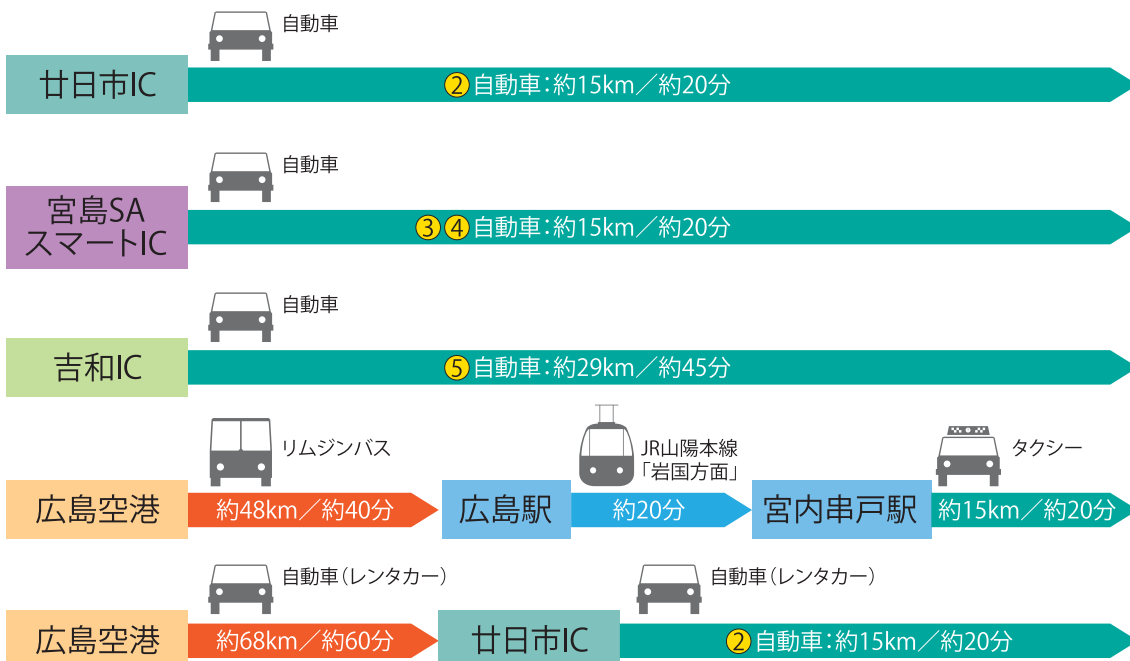 自動車
廿日市IC
②自動車：約15km／約20分
自動車
宮島SA
スマートIC
③④自動車：約15km／約20分
自動車
吉和IC
⑤自動車：約29km／約45分
リムジンバス
JR山陽本線
「岩国方面」
タクシー
広島空港
約48km／約40分
広島駅
約20分
宮内串戸駅
約15km／約20分
自動車（レンタカー）
自動車（レンタカー）
広島空港
約68km／約60分
廿日市IC
②自動車：約15km／約20分